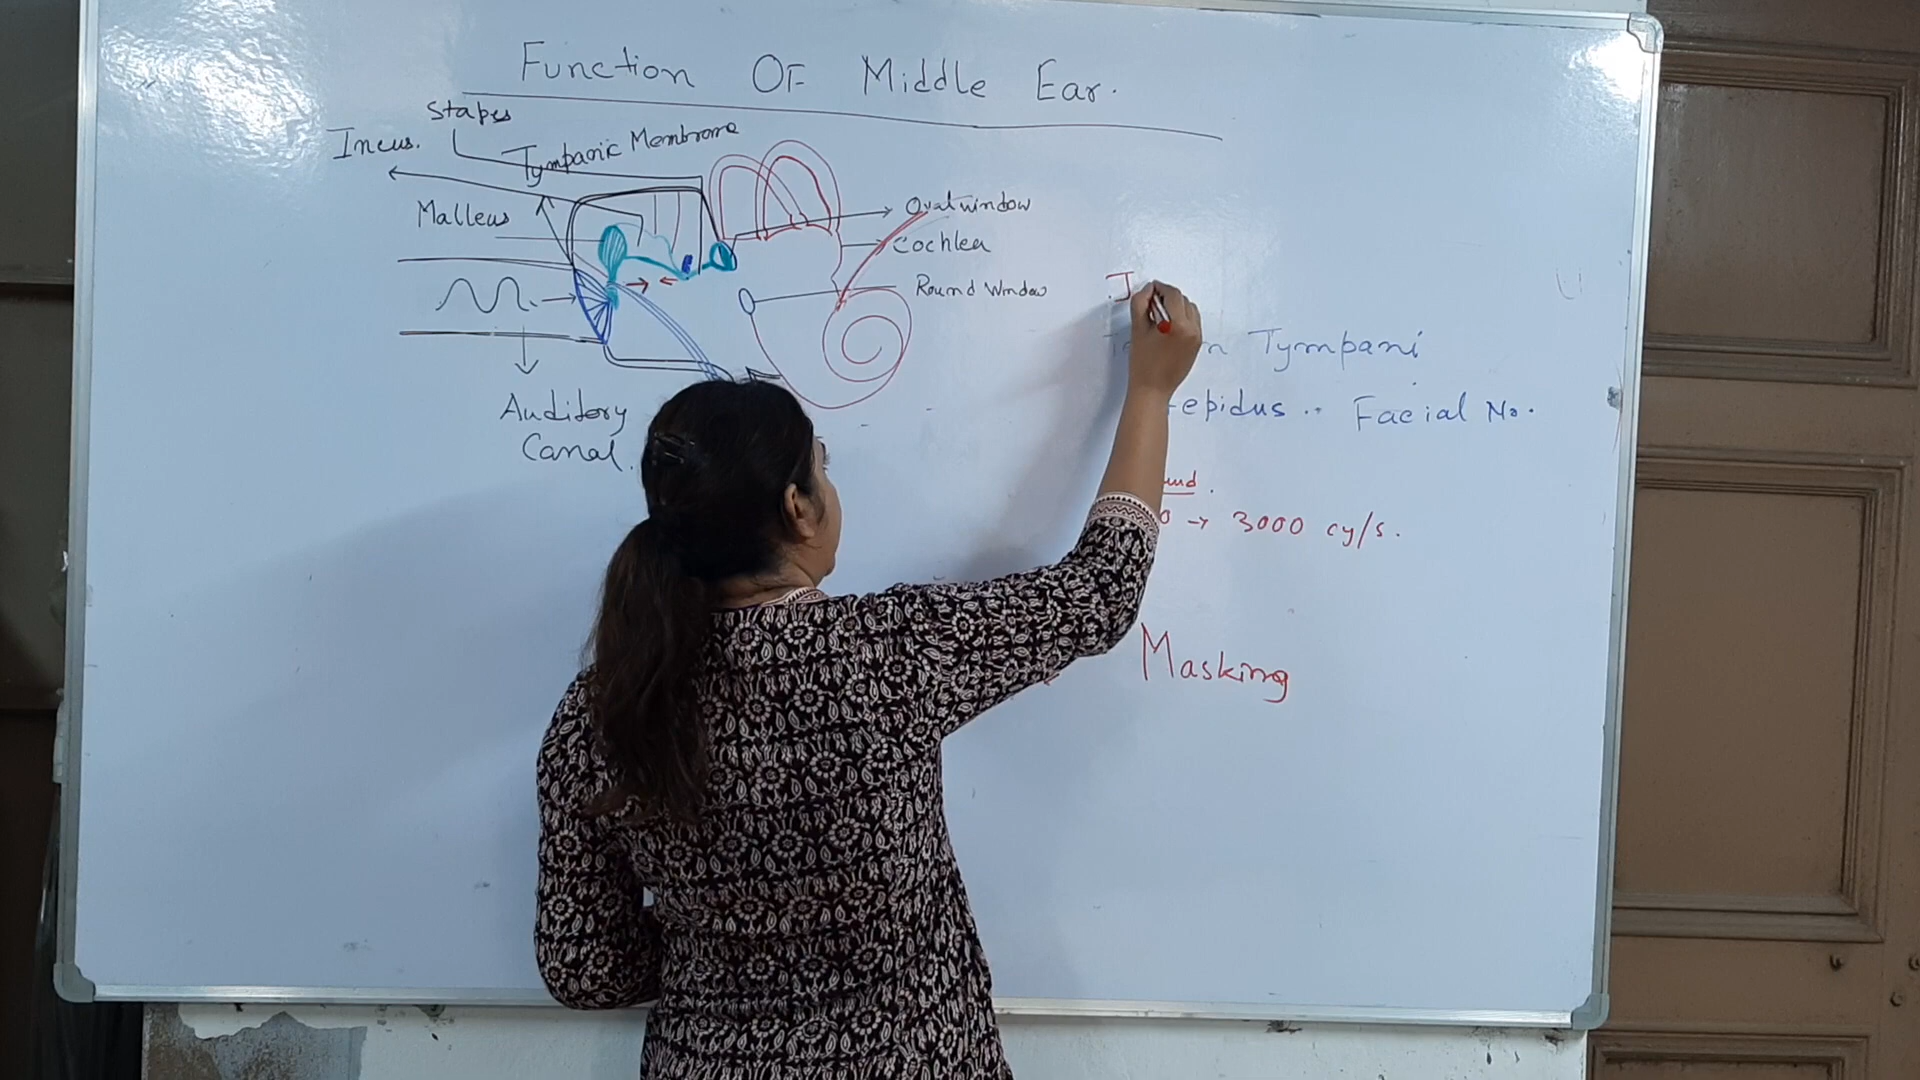 Function OF Middle Ear.
Stapes
Incus.
Tympanic Membrane
Malleus
Oval window
Cochlea
Round Window
Auditory
Canal.
Tympani
Facial No.
→ 3000 cy/s.
Masking